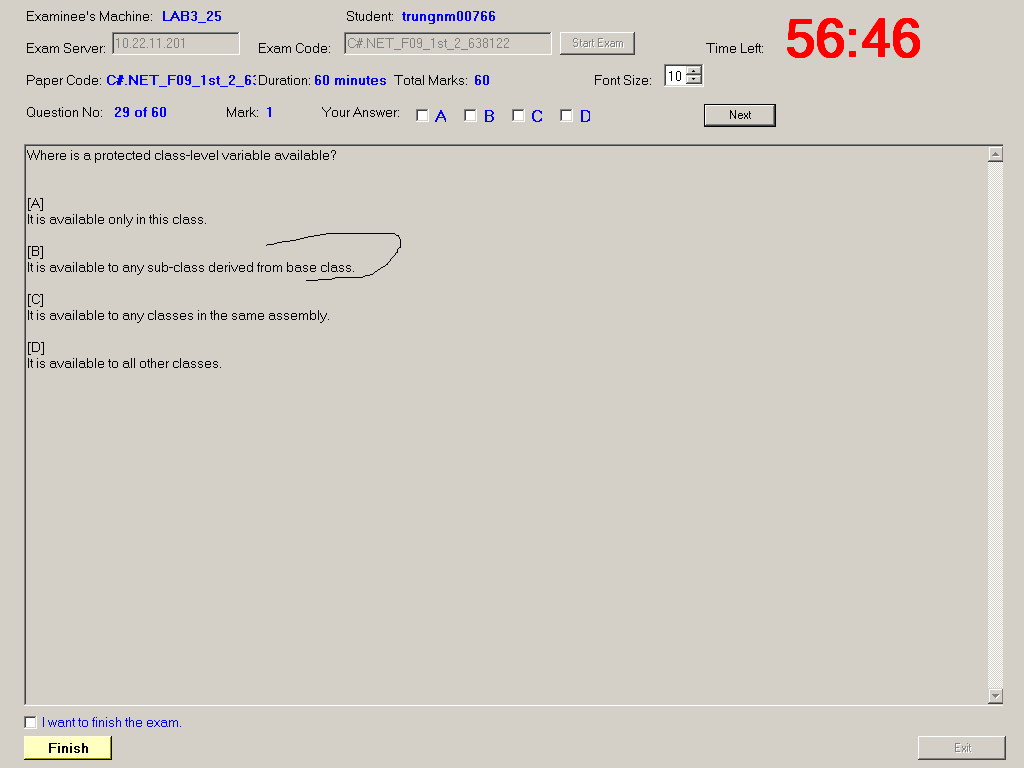 Examinee's Machine: LAB3_25 Student: trungnm00766
Exam Server: 10.22.11.201 Exam Code: C#.NET_F09_1st_2_638122 Start Exam Time Left: 56:46
Paper Code: C#.NET_F09_1st_2_63 Duration: 60 minutes Total Marks: 60 Font Size: 10
Question No: 29 of 60 Mark: 1 Your Answer: A B C D Next
Where is a protected class-level variable available?
[A]
It is available only in this class.
[B]
It is available to any sub-class derived from base class.
[C]
It is available to any classes in the same assembly.
[D]
It is available to all other classes.
I want to finish the exam.
Finish Exit